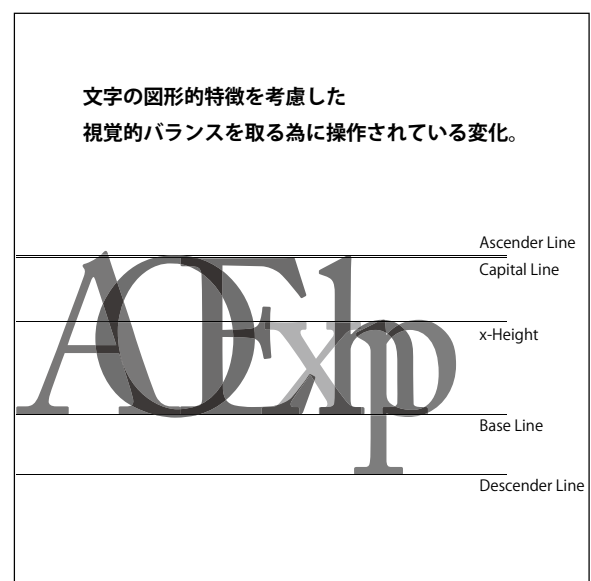 文字の図形的特徴を考慮した
視覚的バランスを取る為に操作されている変化。
Ascender Line
Capital Line
x-Height
Base Line
Descender Line
AOExhp